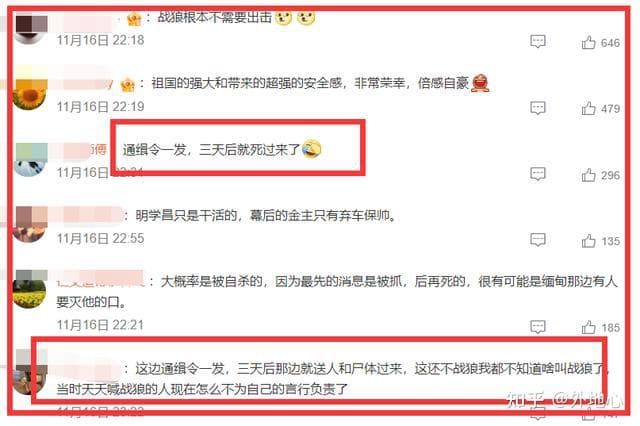 ：战狼根本不需要出击
11月16日 22:18
646
：祖国的强大和带来的超强的安全感，非常荣幸，倍感自豪
11月16日 22:19
479
通缉令一发，三天后就死过来了
11月16日
296
：明学昌只是干活的，幕后的金主只有弃车保帅。
11月16日 22:55
135
：大概率是被自杀的，因为最先的消息是被抓，后再死的，很有可能是缅甸那边有人
要灭他的口。
11月16日 22:21
185
：这边通缉令一发，三天后那边就送人和尸体过来，这还不战狼我都不知道啥叫战狼了，
当时天天喊战狼的人现在怎么不为自己的言行负责了
知乎 @外地心